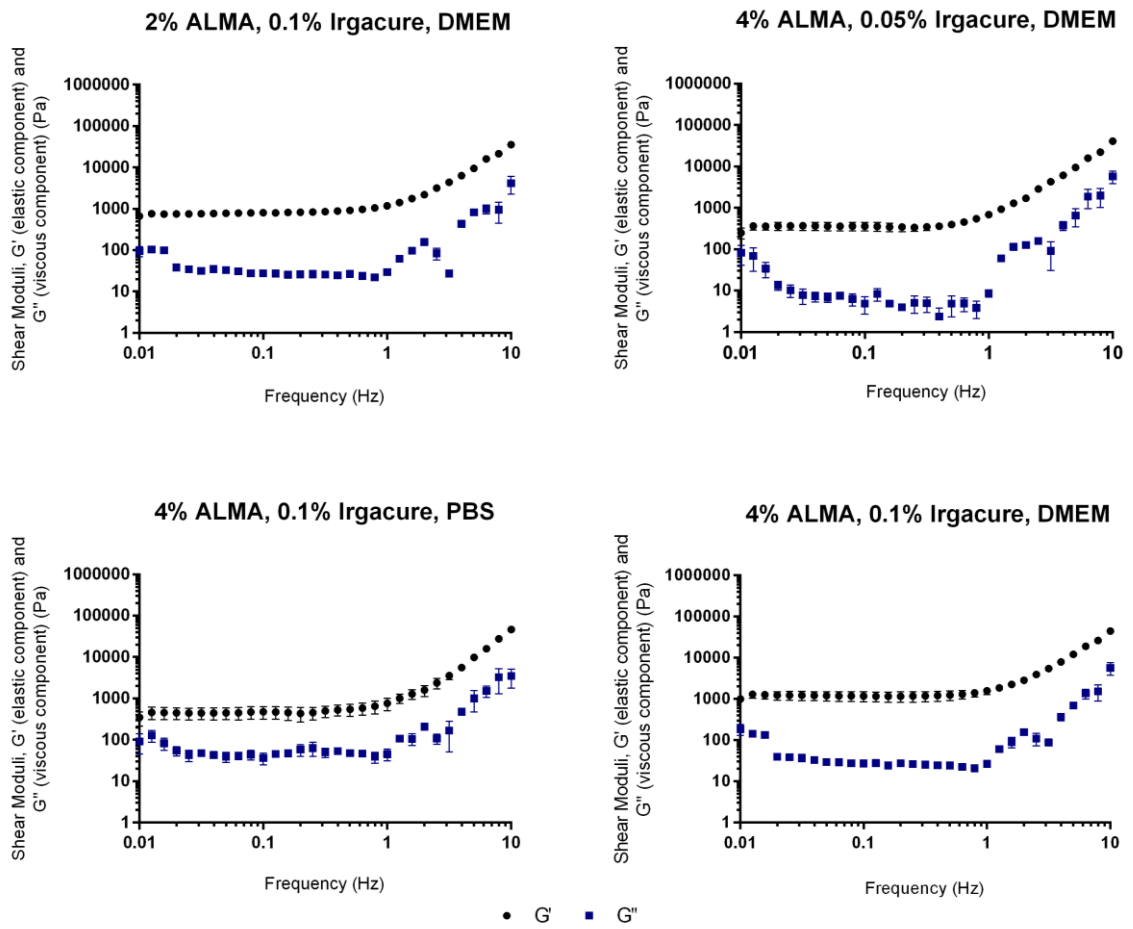 2% ALMA, 0.1% Irgacure, DMEM
Shear Moduli, G' (elastic component) and
G" (viscous component) (Pa)
1000000
100000
10000
1000
100
10
1
0.01 0.1 1 10
Frequency (Hz)
4% ALMA, 0.05% Irgacure, DMEM
Shear Moduli, G' (elastic component) and
G" (viscous component) (Pa)
1000000
100000
10000
1000
100
10
1
0.01 0.1 1 10
Frequency (Hz)
4% ALMA, 0.1% Irgacure, PBS
Shear Moduli, G' (elastic component) and
G" (viscous component) (Pa)
1000000
100000
10000
1000
100
10
1
0.01 0.1 1 10
Frequency (Hz)
4% ALMA, 0.1% Irgacure, DMEM
Shear Moduli, G' (elastic component) and
G" (viscous component) (Pa)
1000000
100000
10000
1000
100
10
1
0.01 0.1 1 10
Frequency (Hz)
G' G"